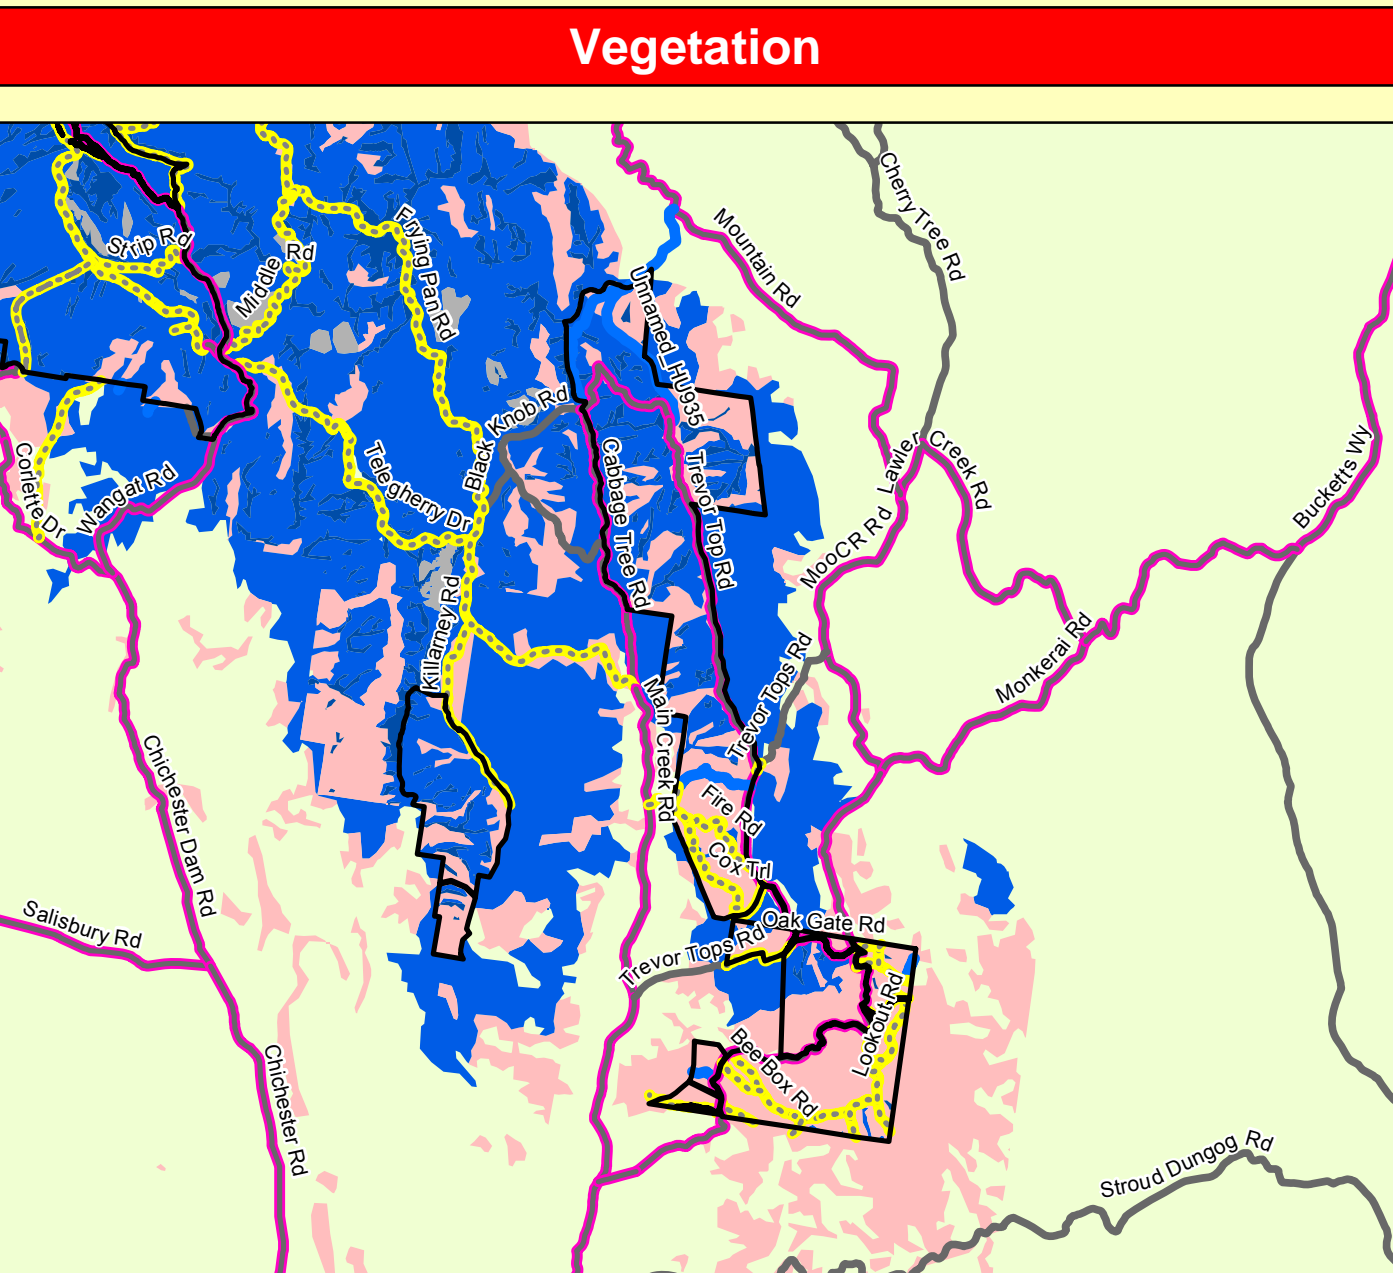 Vegetation
Cherry Tree Rd
Mountain Rd
Strip Rd
Middle Rd
Frying Pan Rd
Unnamed_HU935
Knob Rd
Black
Cabbage Tree Rd
Trevor Top Rd
Lawler
Creek Rd
Bucketts Wy
Collette Dr
Wangat Rd
Telegherry Dr
MooCR Rd
Killarney Rd
Monkerai Rd
Trevor Tops Rd
Main Creek Rd
Chichester Dam Rd
Fire Rd
Cox Trl
Salisbury Rd
Oak Gate Rd
Trevor Tops Rd
Lookout Rd
Bee Box Rd
Chichester Rd
Stroud Dungog Rd